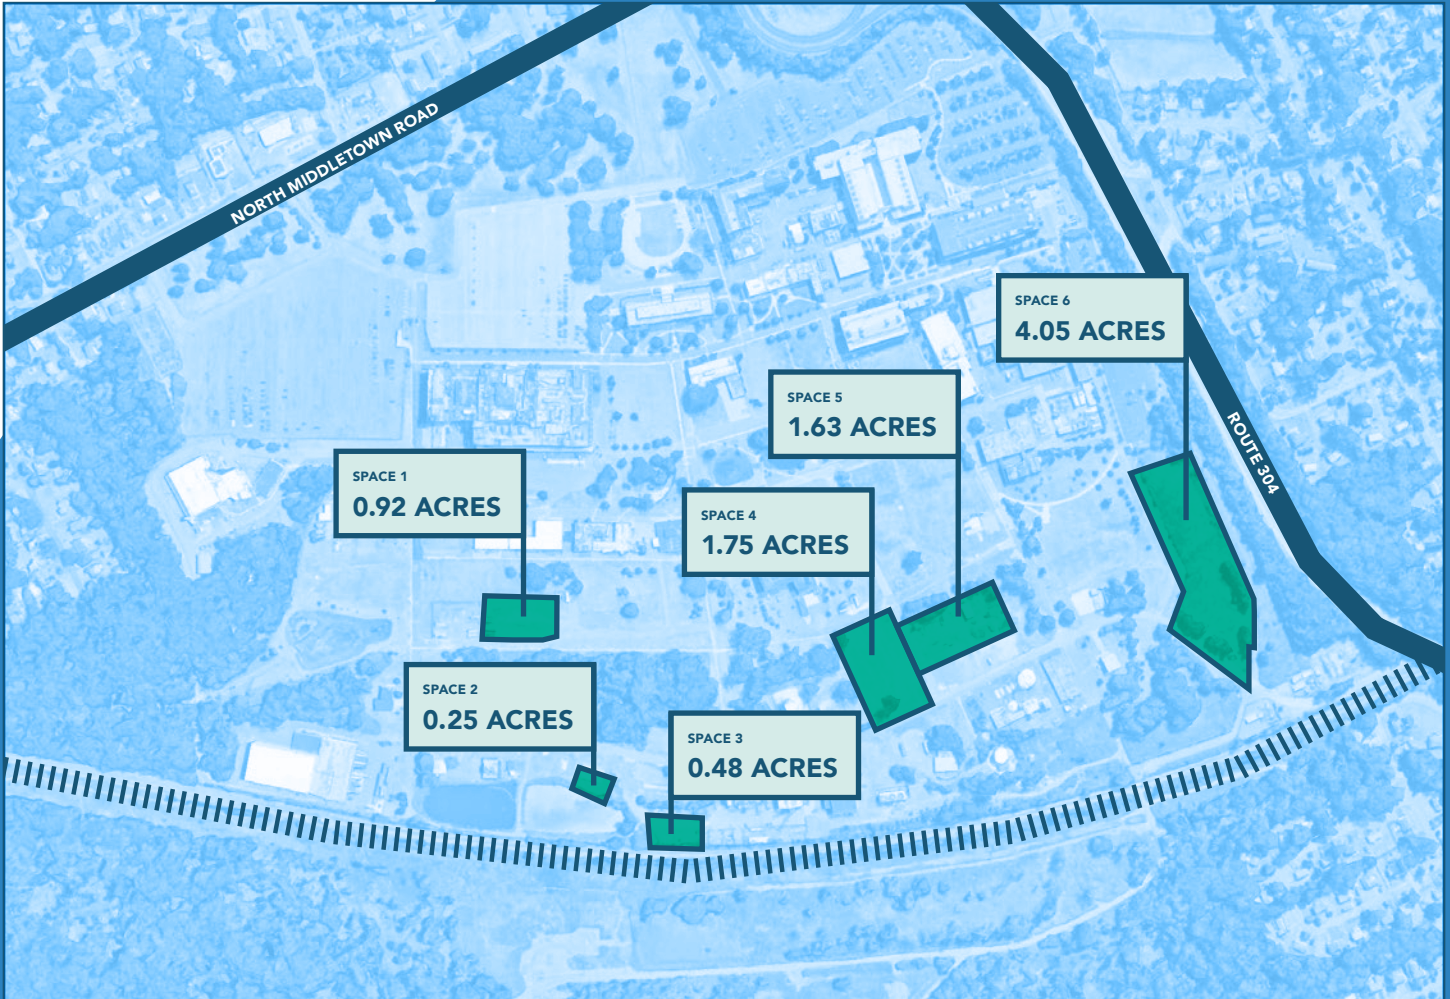 NORTH MIDDLETOWN ROAD
SPACE 6
4.05 ACRES
SPACE 5
1.63 ACRES
ROUTE 304
SPACE 1
0.92 ACRES
SPACE 4
1.75 ACRES
SPACE 2
0.25 ACRES
SPACE 3
0.48 ACRES